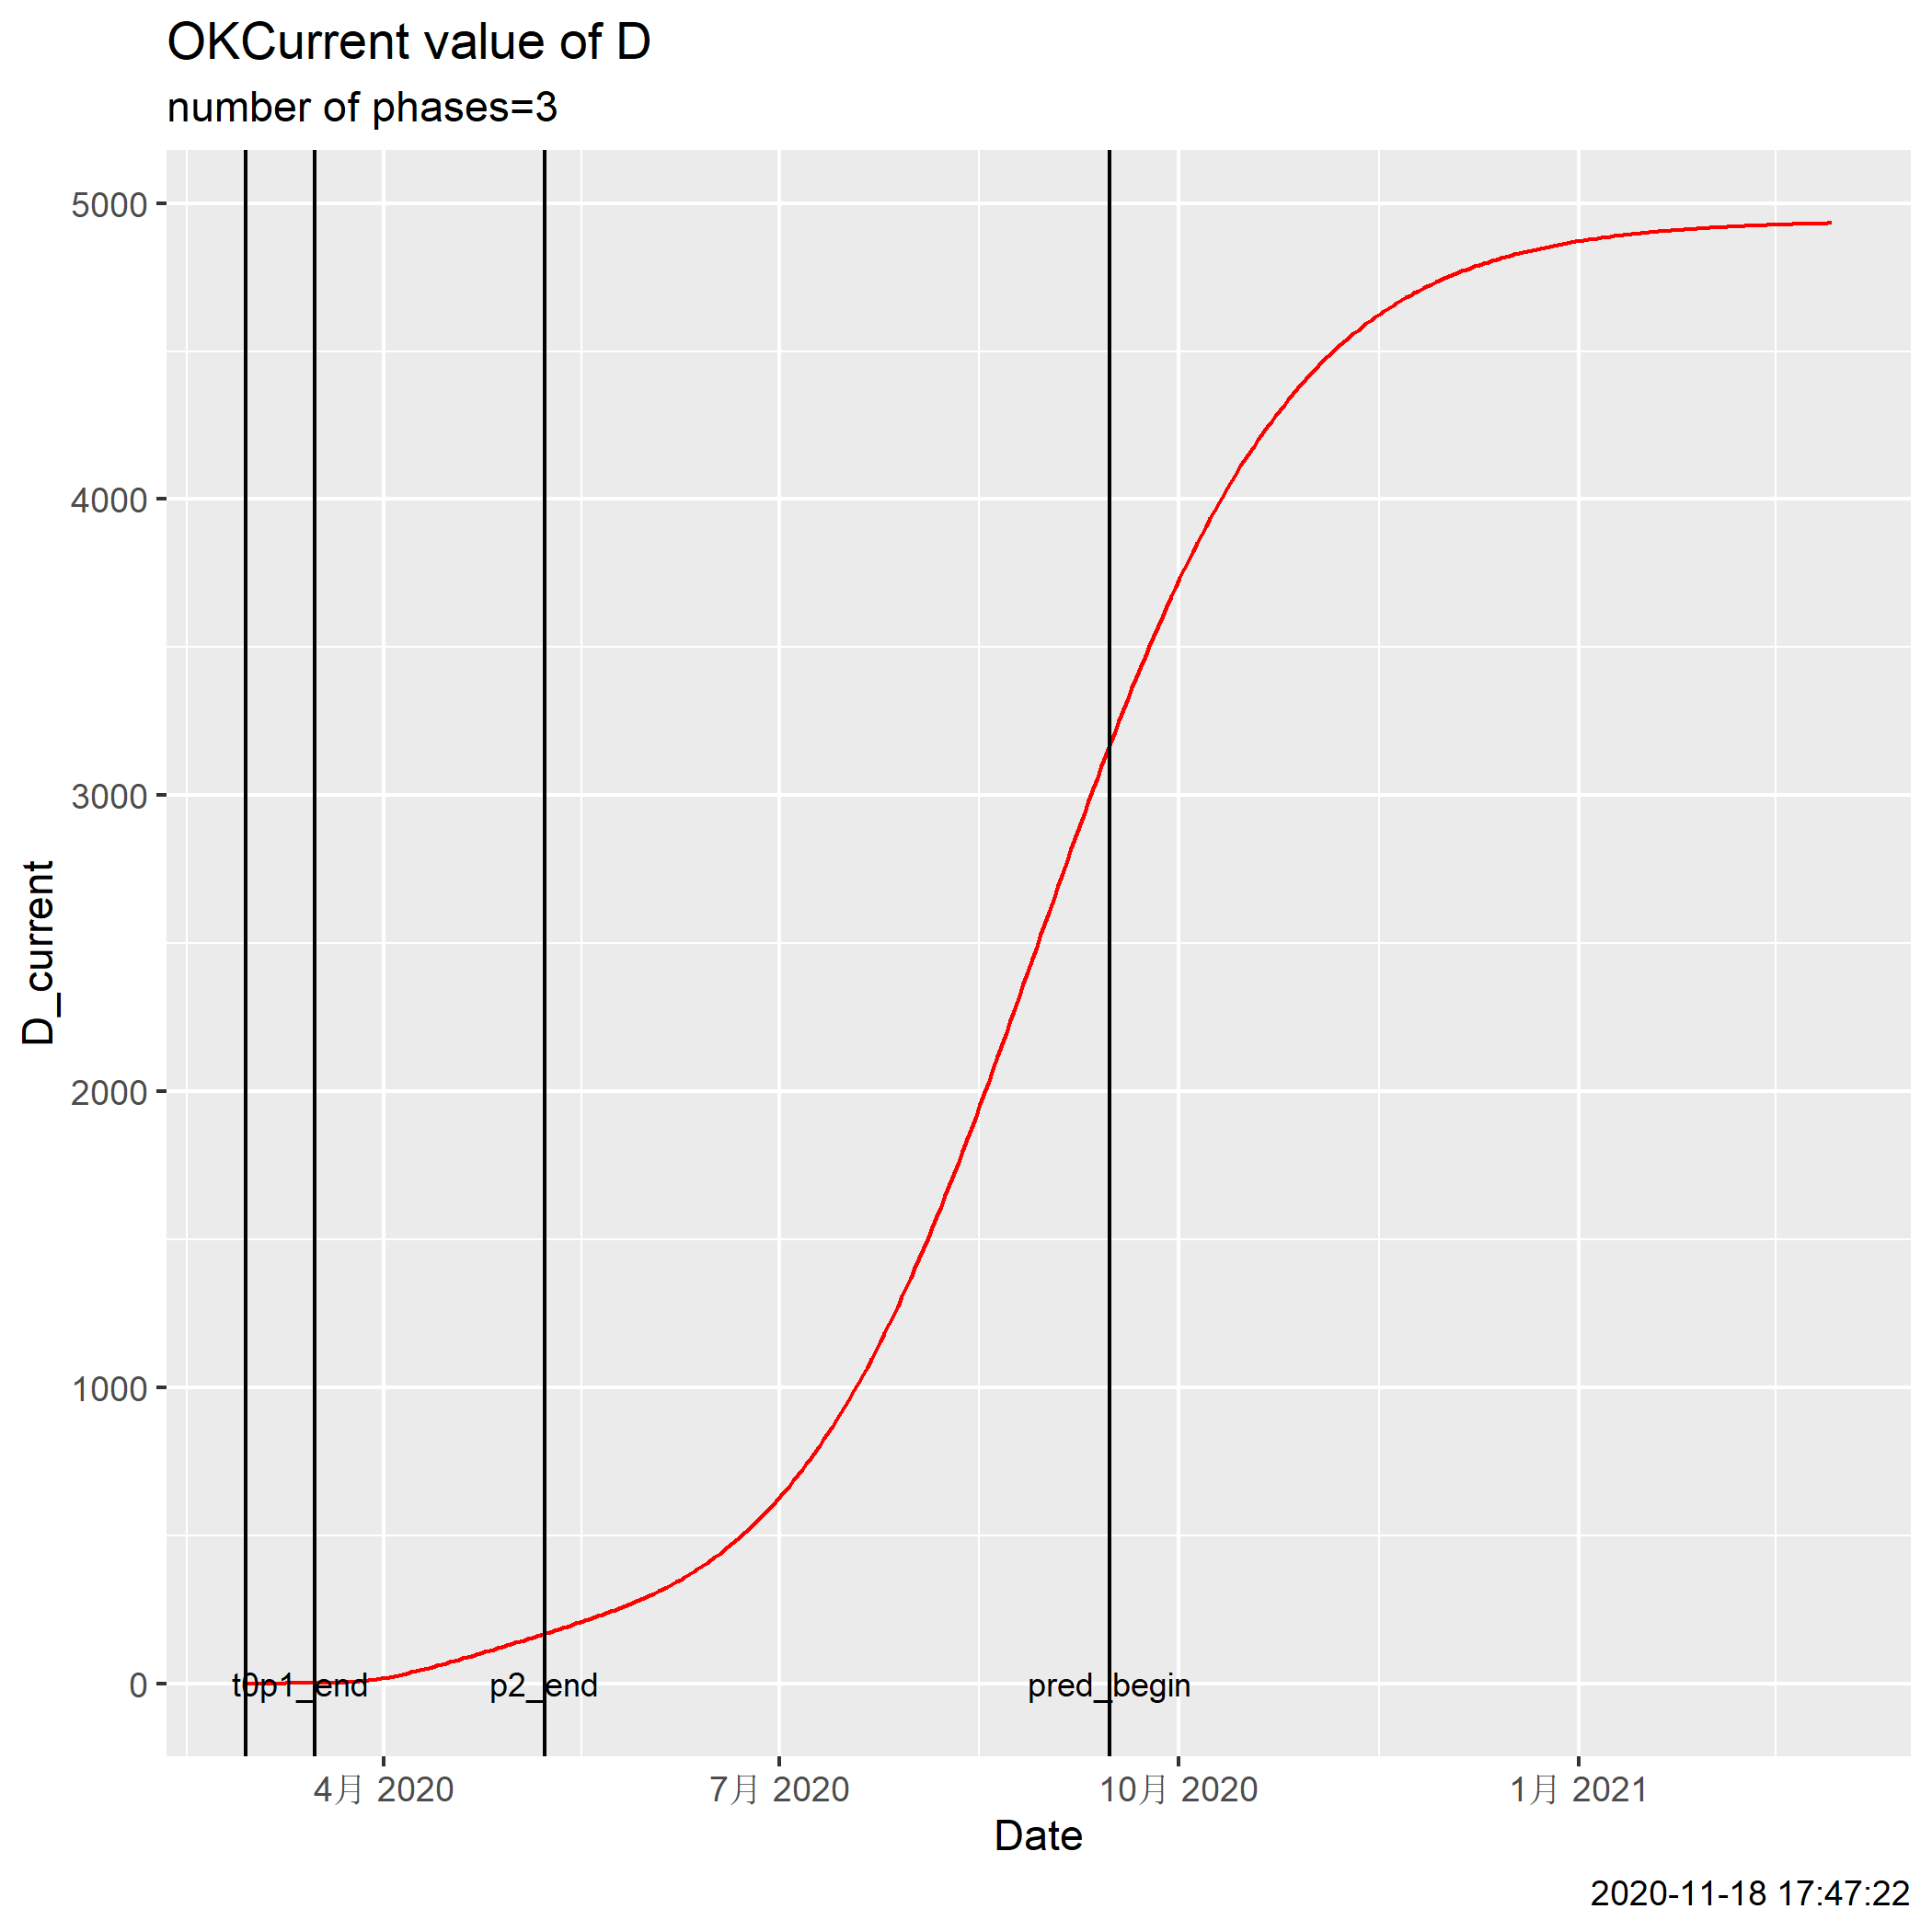 OKCurrent value of D
number of phases=3
D_current
5000
4000
3000
2000
1000
0
t0p1_end
p2_end
pred_begin
4月 2020
7月 2020
10月 2020
1月 2021
Date
2020-11-18 17:47:22